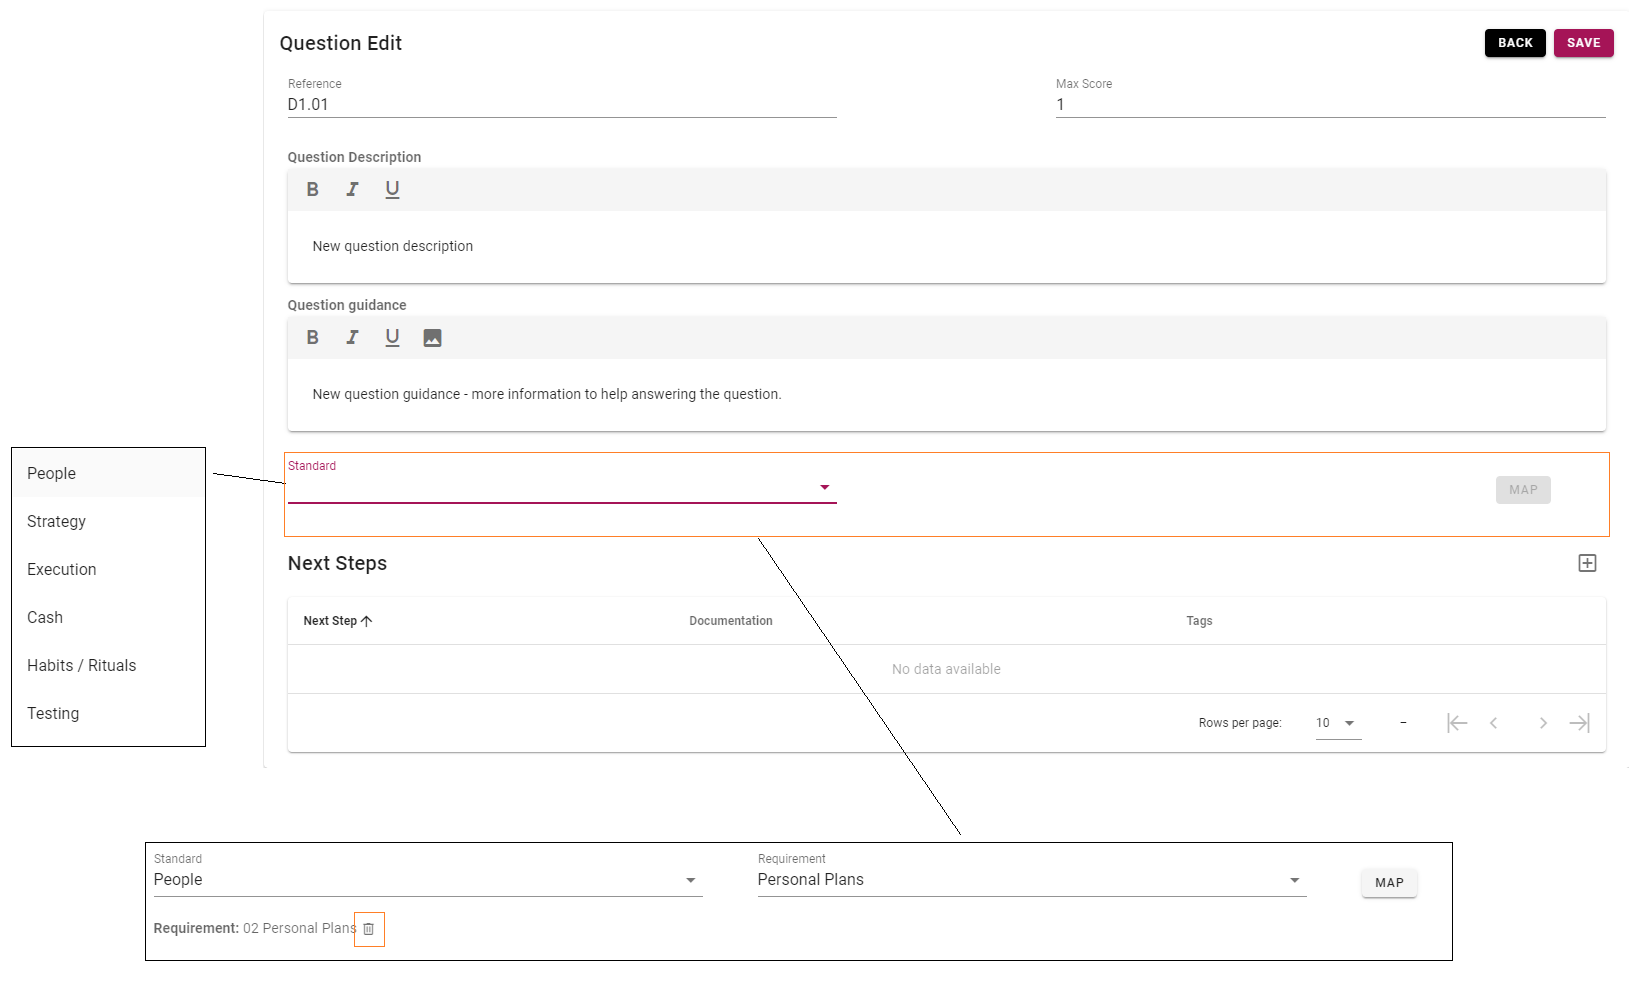 Question Edit
BACK
SAVE
Reference
D1.01
Max Score
1
Question Description
B I U
New question description
Question guidance
B I U
New question guidance - more information to help answering the question.
People
Strategy
Execution
Cash
Habits / Rituals
Testing
Standard
MAP
Next Steps
Next Step
Documentation
Tags
No data available
Rows per page:
10
–
Standard
People
Requirement
Personal Plans
MAP
Requirement: 02 Personal Plans